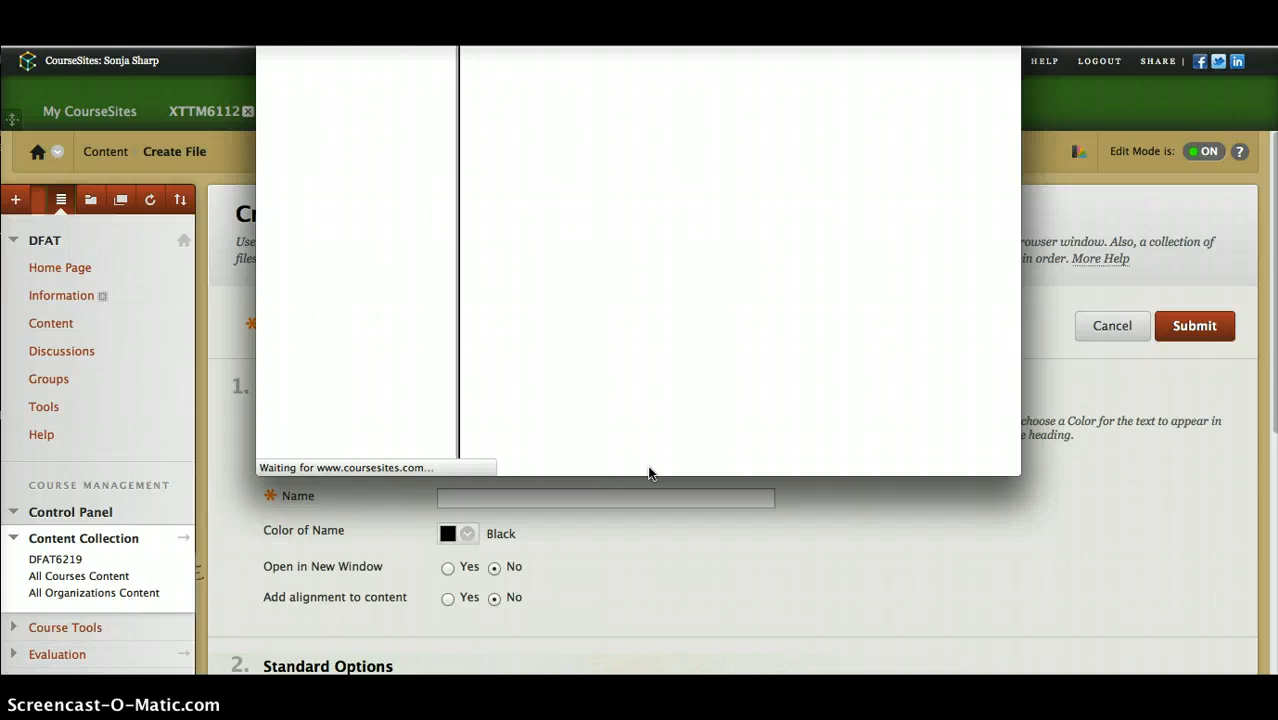 CourseSites: Sonja Sharp
HELP LOGOUT SHARE |
My CourseSites XTTM6112
Content Create File
Edit Mode is: ON ?
DFAT
Home Page
Information
Content
Discussions
Groups
Tools
Help
COURSE MANAGEMENT
Control Panel
Content Collection
DFAT6219
All Courses Content
All Organizations Content
Course Tools
Evaluation
rowser window. Also, a collection of
in order. More Help
Cancel Submit
1.
choose a Color for the text to appear in
e heading.
Waiting for www.coursesites.com...
Name
Color of Name Black
Open in New Window Yes No
Add alignment to content Yes No
2. Standard Options
Screencast-O-Matic.com